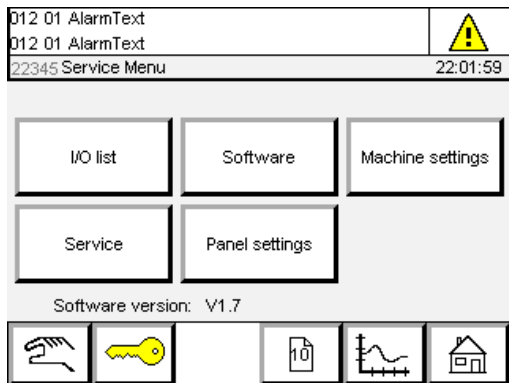 012 01 AlarmText
012 01 AlarmText
22345 Service Menu 22:01:59
I/O list Software Machine settings
Service Panel settings
Software version: V1.7
10